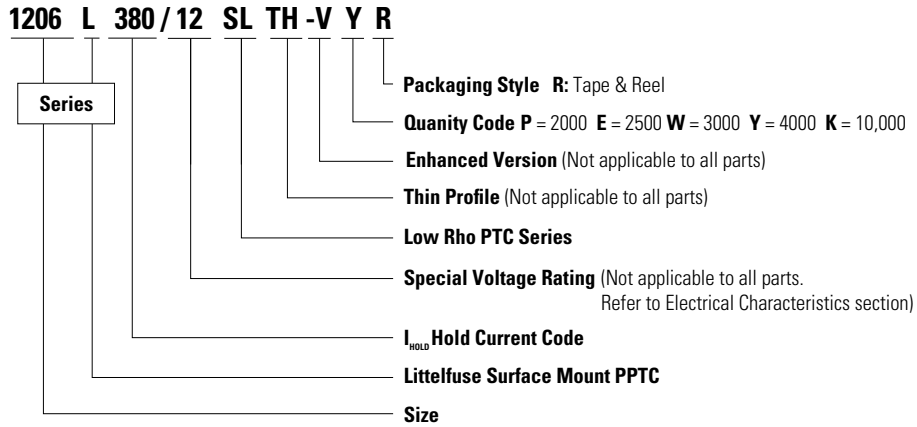 1206 L 380 / 12 SL TH -V Y R
Series
Packaging Style R: Tape & Reel
Quanity Code P = 2000 E = 2500 W = 3000 Y = 4000 K = 10,000
Enhanced Version (Not applicable to all parts)
Thin Profile (Not applicable to all parts)
Low Rho PTC Series
Special Voltage Rating (Not applicable to all parts.
Refer to Electrical Characteristics section)
IHOLD Hold Current Code
Littelfuse Surface Mount PPTC
Size